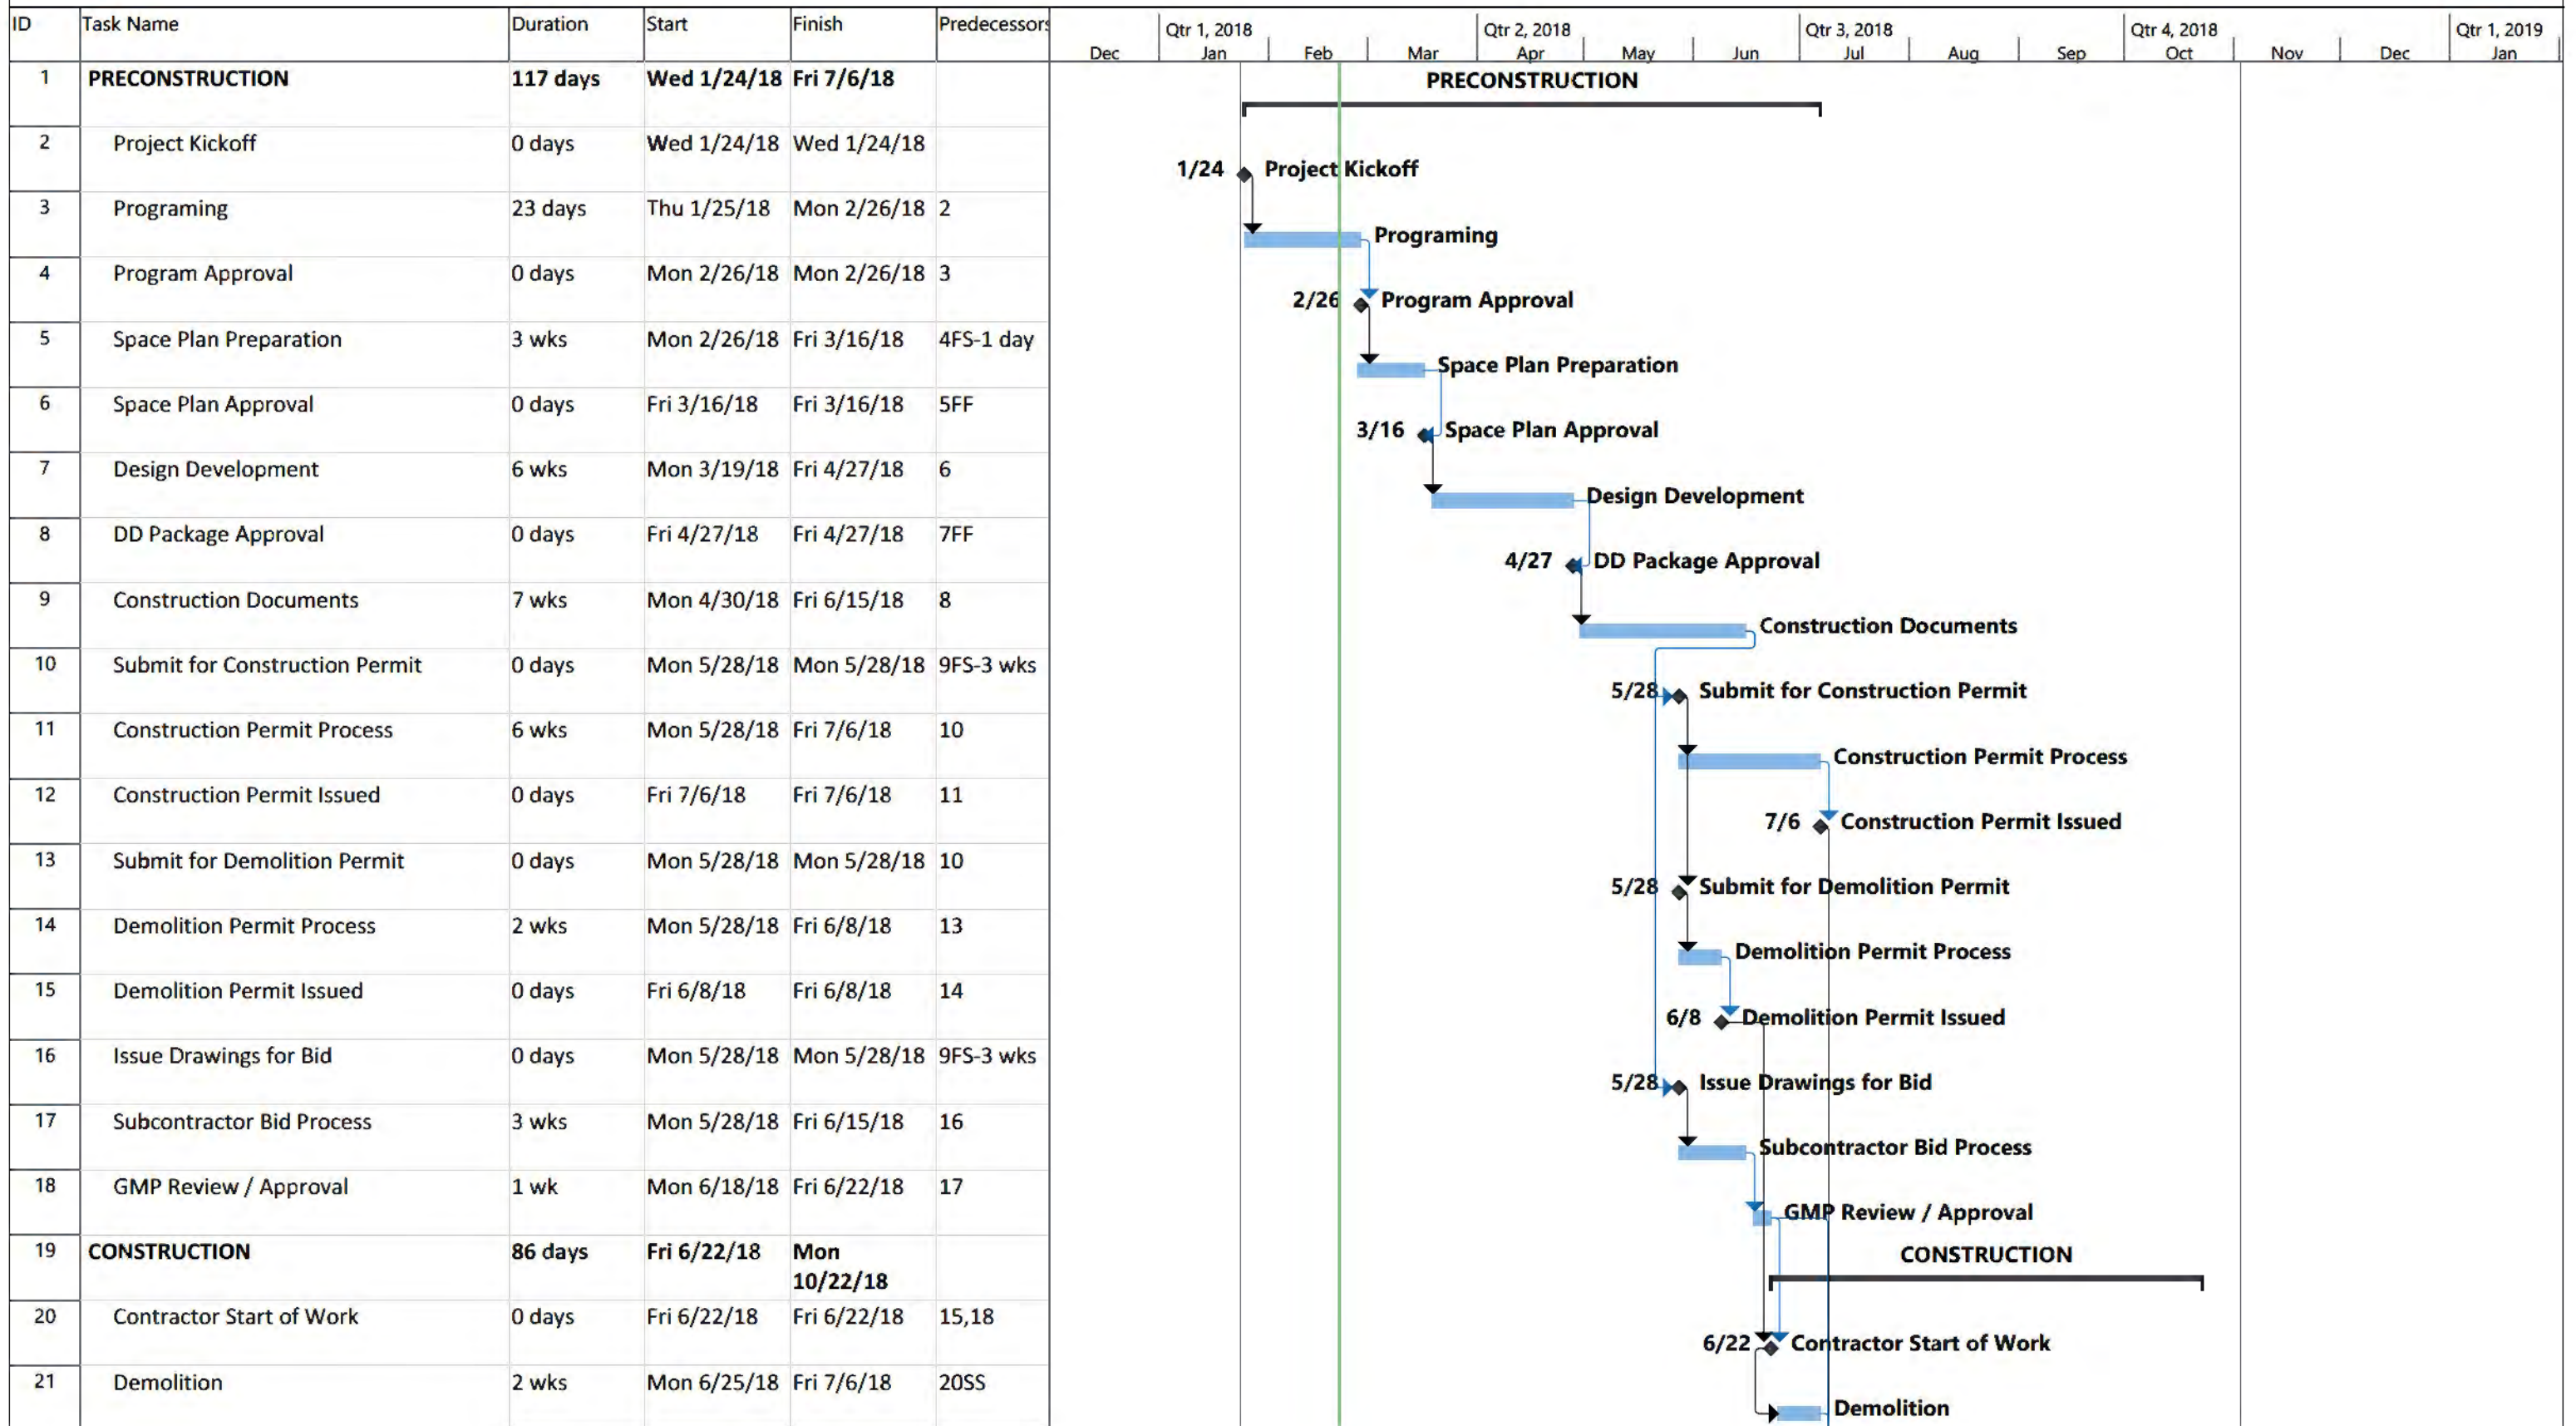 ID Task Name Duration Start Finish Predecessors
Qtr 1, 2018 Qtr 2, 2018 Qtr 3, 2018 Qtr 4, 2018 Qtr 1, 2019
Dec Jan Feb Mar Apr May Jun Jul Aug Sep Oct Nov Dec Jan
1 PRECONSTRUCTION 117 days Wed 1/24/18 Fri 7/6/18
PRECONSTRUCTION
2 Project Kickoff 0 days Wed 1/24/18 Wed 1/24/18
1/24 Project Kickoff
3 Programing 23 days Thu 1/25/18 Mon 2/26/18 2
Programing
4 Program Approval 0 days Mon 2/26/18 Mon 2/26/18 3
2/26 Program Approval
5 Space Plan Preparation 3 wks Mon 2/26/18 Fri 3/16/18 4FS-1 day
Space Plan Preparation
6 Space Plan Approval 0 days Fri 3/16/18 Fri 3/16/18 5FF
3/16 Space Plan Approval
7 Design Development 6 wks Mon 3/19/18 Fri 4/27/18 6
Design Development
8 DD Package Approval 0 days Fri 4/27/18 Fri 4/27/18 7FF
4/27 DD Package Approval
9 Construction Documents 7 wks Mon 4/30/18 Fri 6/15/18 8
Construction Documents
10 Submit for Construction Permit 0 days Mon 5/28/18 Mon 5/28/18 9FS-3 wks
5/28 Submit for Construction Permit
11 Construction Permit Process 6 wks Mon 5/28/18 Fri 7/6/18 10
Construction Permit Process
12 Construction Permit Issued 0 days Fri 7/6/18 Fri 7/6/18 11
7/6 Construction Permit Issued
13 Submit for Demolition Permit 0 days Mon 5/28/18 Mon 5/28/18 10
5/28 Submit for Demolition Permit
14 Demolition Permit Process 2 wks Mon 5/28/18 Fri 6/8/18 13
Demolition Permit Process
15 Demolition Permit Issued 0 days Fri 6/8/18 Fri 6/8/18 14
6/8 Demolition Permit Issued
16 Issue Drawings for Bid 0 days Mon 5/28/18 Mon 5/28/18 9FS-3 wks
5/28 Issue Drawings for Bid
17 Subcontractor Bid Process 3 wks Mon 5/28/18 Fri 6/15/18 16
Subcontractor Bid Process
18 GMP Review / Approval 1 wk Mon 6/18/18 Fri 6/22/18 17
GMP Review / Approval
19 CONSTRUCTION 86 days Fri 6/22/18 Mon
10/22/18
CONSTRUCTION
20 Contractor Start of Work 0 days Fri 6/22/18 Fri 6/22/18 15,18
6/22 Contractor Start of Work
21 Demolition 2 wks Mon 6/25/18 Fri 7/6/18 20SS
Demolition